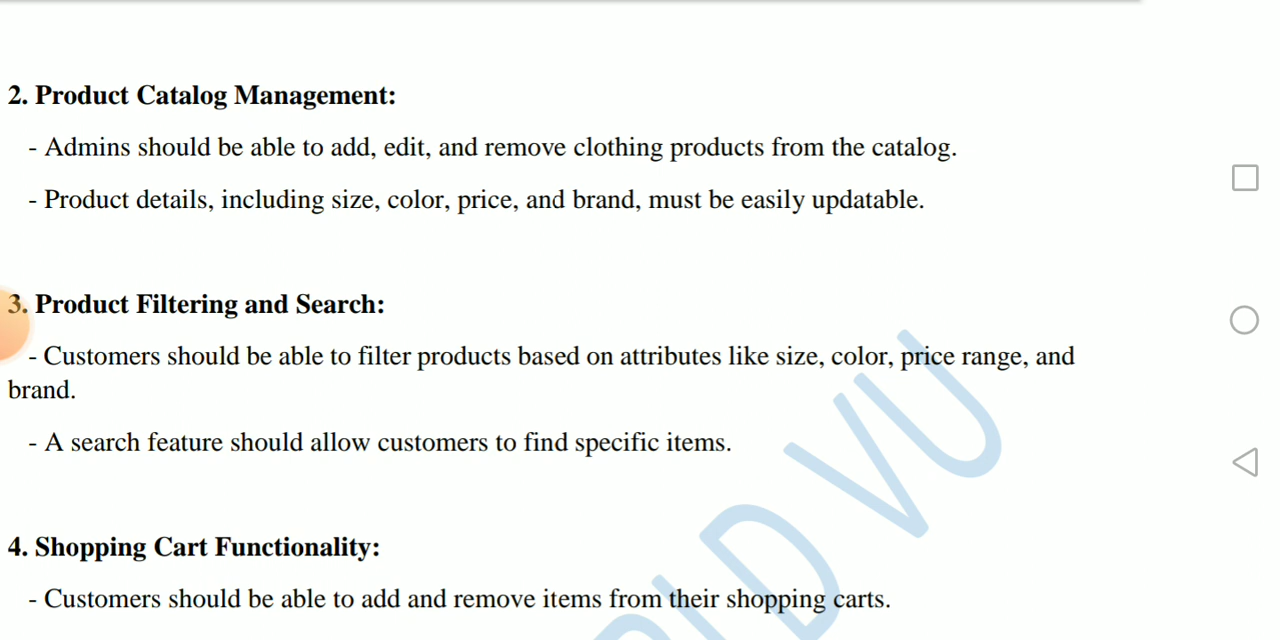 2. Product Catalog Management:
- Admins should be able to add, edit, and remove clothing products from the catalog.
- Product details, including size, color, price, and brand, must be easily updatable.
3. Product Filtering and Search:
- Customers should be able to filter products based on attributes like size, color, price range, and
brand.
- A search feature should allow customers to find specific items.
4. Shopping Cart Functionality:
- Customers should be able to add and remove items from their shopping carts.
VU